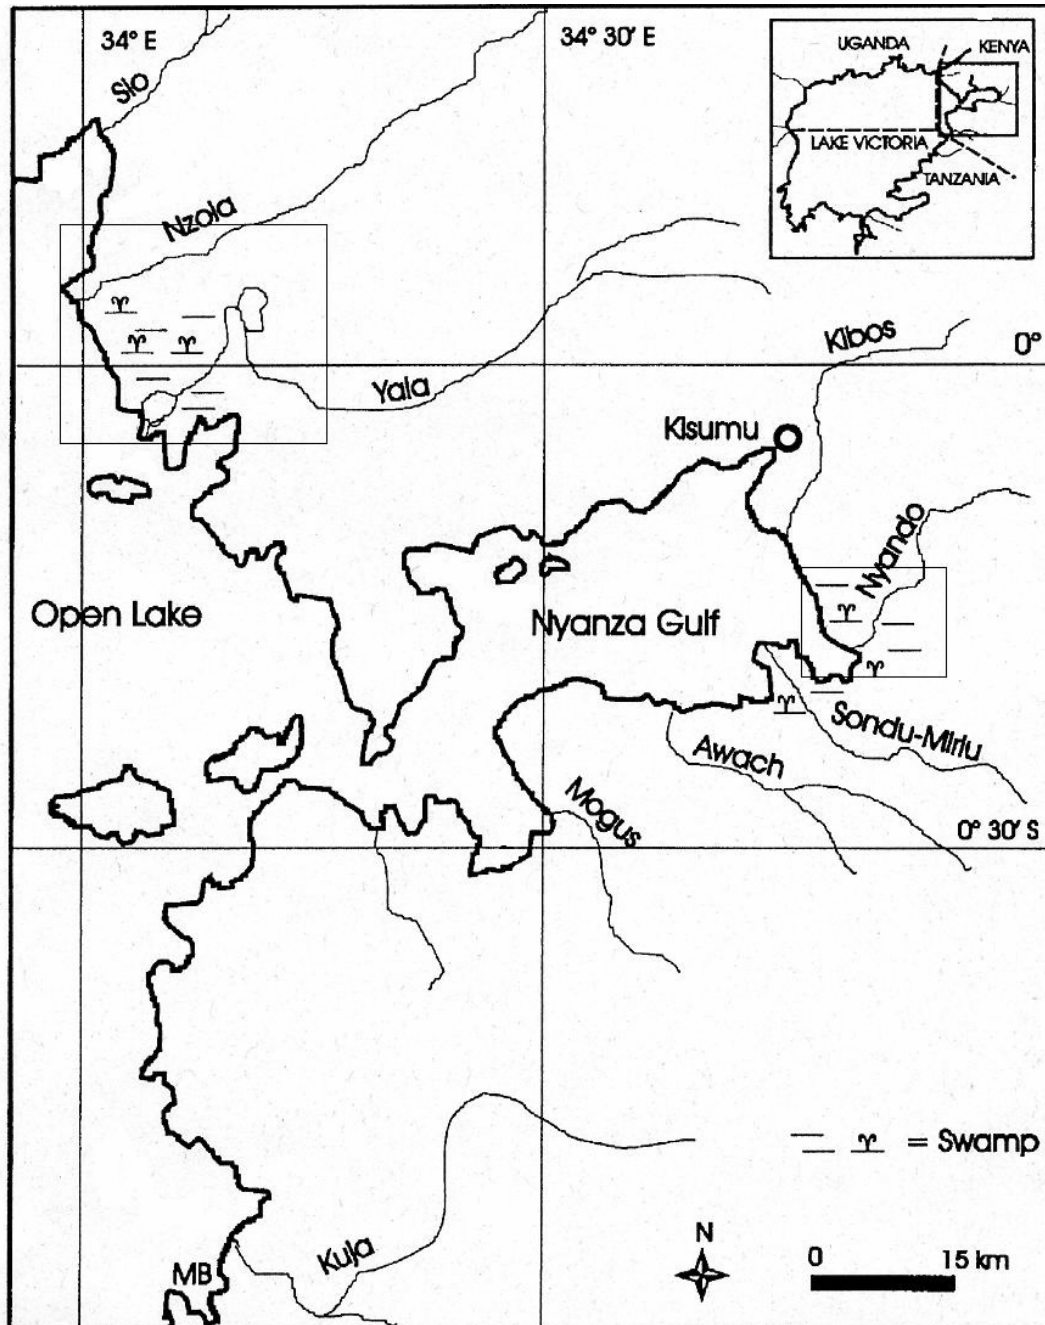 34° E
34° 30' E
UGANDA
KENYA
LAKE VICTORIA
TANZANIA
Sio
Nzoia
Kibos
0°
Yala
Kisumu
Nyando
Open Lake
Nyanza Gulf
Sondu-Miriu
Awach
Mogus
0° 30' S
= Swamp
Kuja
MB
N
0
15 km